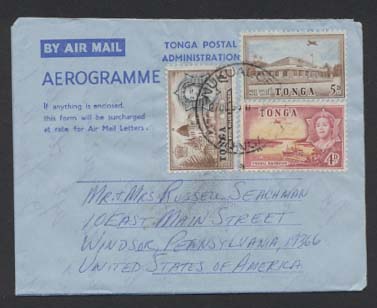 BY AIR MAIL
TONGA POSTAL
ADMINISTRATION
AEROGRAMME
If anything is enclosed,
this form will be surcharged
at rate for Air Mail Letters.
TONGA
5d
TONGA
TONGA
4d
VAVAU HARBOUR
MR & MRS RUSSELL SEACHMAN
10 EAST MAIN STREET
WINDSOR, PENNSYLVANIA, 17366
UNITED STATES OF AMERICA